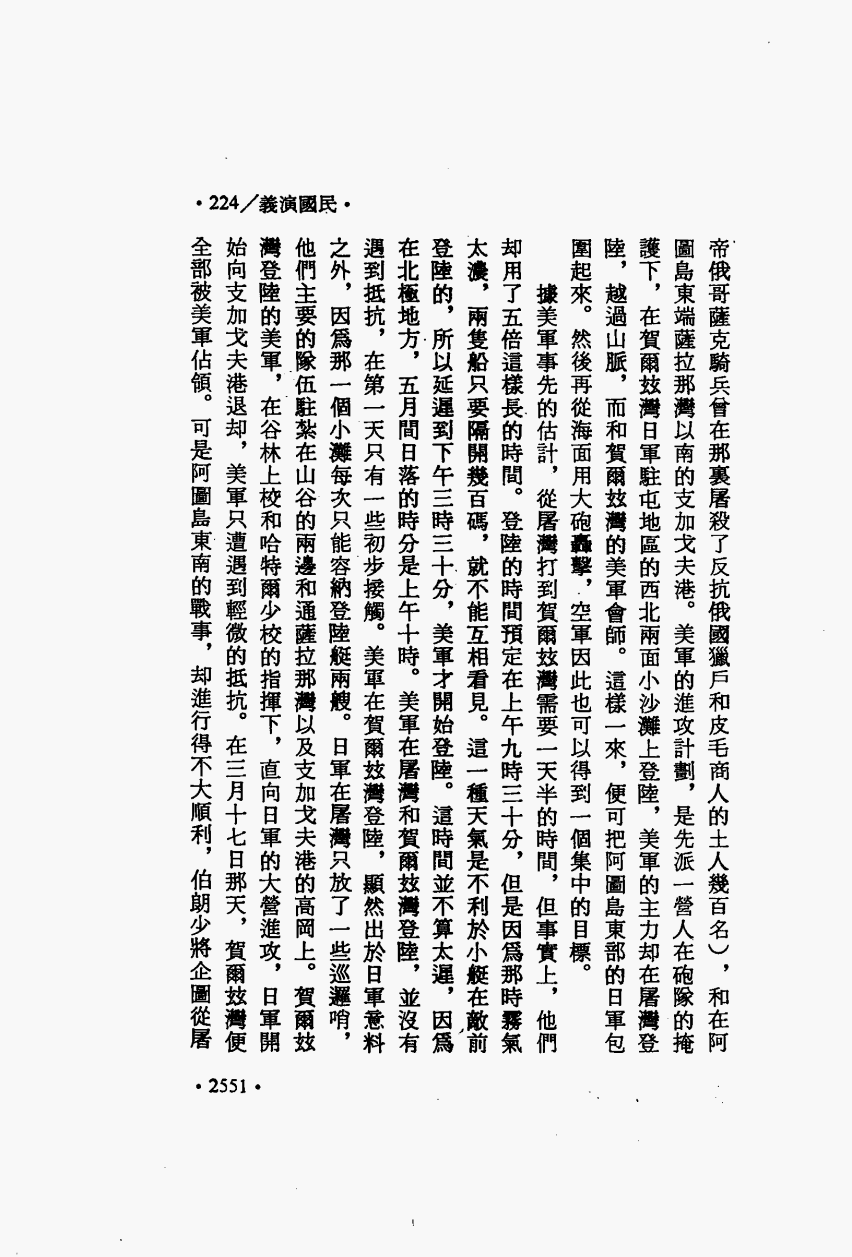 •224／義演國民•
帝俄哥薩克騎兵曾在那裏屠殺了反抗俄國獵戶和皮毛商人的土人幾百名），和在阿
圖島東端薩拉那灣以南的支加戈夫港。美軍的進攻計劃，是先派一營人在砲隊的掩
護下，在賀爾玆灣日軍駐屯地區的西北兩面小沙灘上登陸，美軍的主力却在屠灣登
陸，越過山脈，而和賀爾玆灣的美軍會師。這樣一來，便可把阿圖島東部的日軍包
圍起來。然後再從海面用大砲轟擊，空軍因此也可以得到一個集中的目標。
據美軍事先的估計，從屠灣打到賀爾玆灣需要一天半的時間，但事實上，他們
却用了五倍這樣長的時間。登陸的時間預定在上午九時三十分，但是因爲那時霧氣
太濃，兩隻船只要隔開幾百碼，就不能互相看見。這一種天氣是不利於小艇在敵前
登陸的，所以延遲到下午三時三十分，美軍才開始登陸。這時間並不算太遲，因爲
在北極地方，五月間日落的時分是上午十時。美軍在屠灣和賀爾玆灣登陸，並沒有
遇到抵抗，在第一天只有一些初步接觸。美軍在賀爾玆灣登陸，顯然出於日軍意料
之外，因爲那一個小灘每次只能容納登陸艇兩艘。日軍在屠灣只放了一些巡邏哨，
他們主要的隊伍駐紮在山谷的兩邊和通薩拉那灣以及支加戈夫港的高岡上。賀爾玆
灣登陸的美軍，在谷林上校和哈特爾少校的指揮下，直向日軍的大營進攻，日軍開
始向支加戈夫港退却，美軍只遭遇到輕微的抵抗。在三月十七日那天，賀爾玆灣便
全部被美軍佔領。可是阿圖島東南的戰事，却進行得不大順利，伯朗少將企圖從屠
•2551•